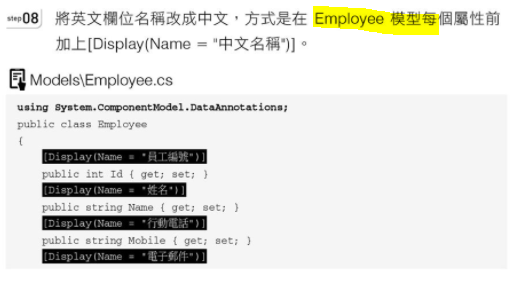 step 08 將英文欄位名稱改成中文，方式是在 Employee 模型每個屬性前
加上[Display(Name = "中文名稱")]。
Models\Employee.cs
using System.ComponentModel.DataAnnotations;
public class Employee
{
[Display(Name = "員工編號")]
public int Id { get; set; }
[Display(Name = "姓名")]
public string Name { get; set; }
[Display(Name = "行動電話")]
public string Mobile { get; set; }
[Display(Name = "電子郵件")]